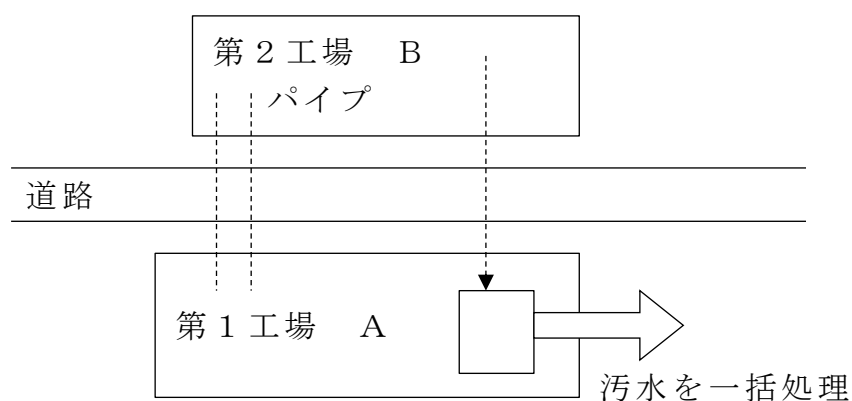 第２工場　Ｂ
パイプ
道路
第１工場　Ａ
汚水を一括処理